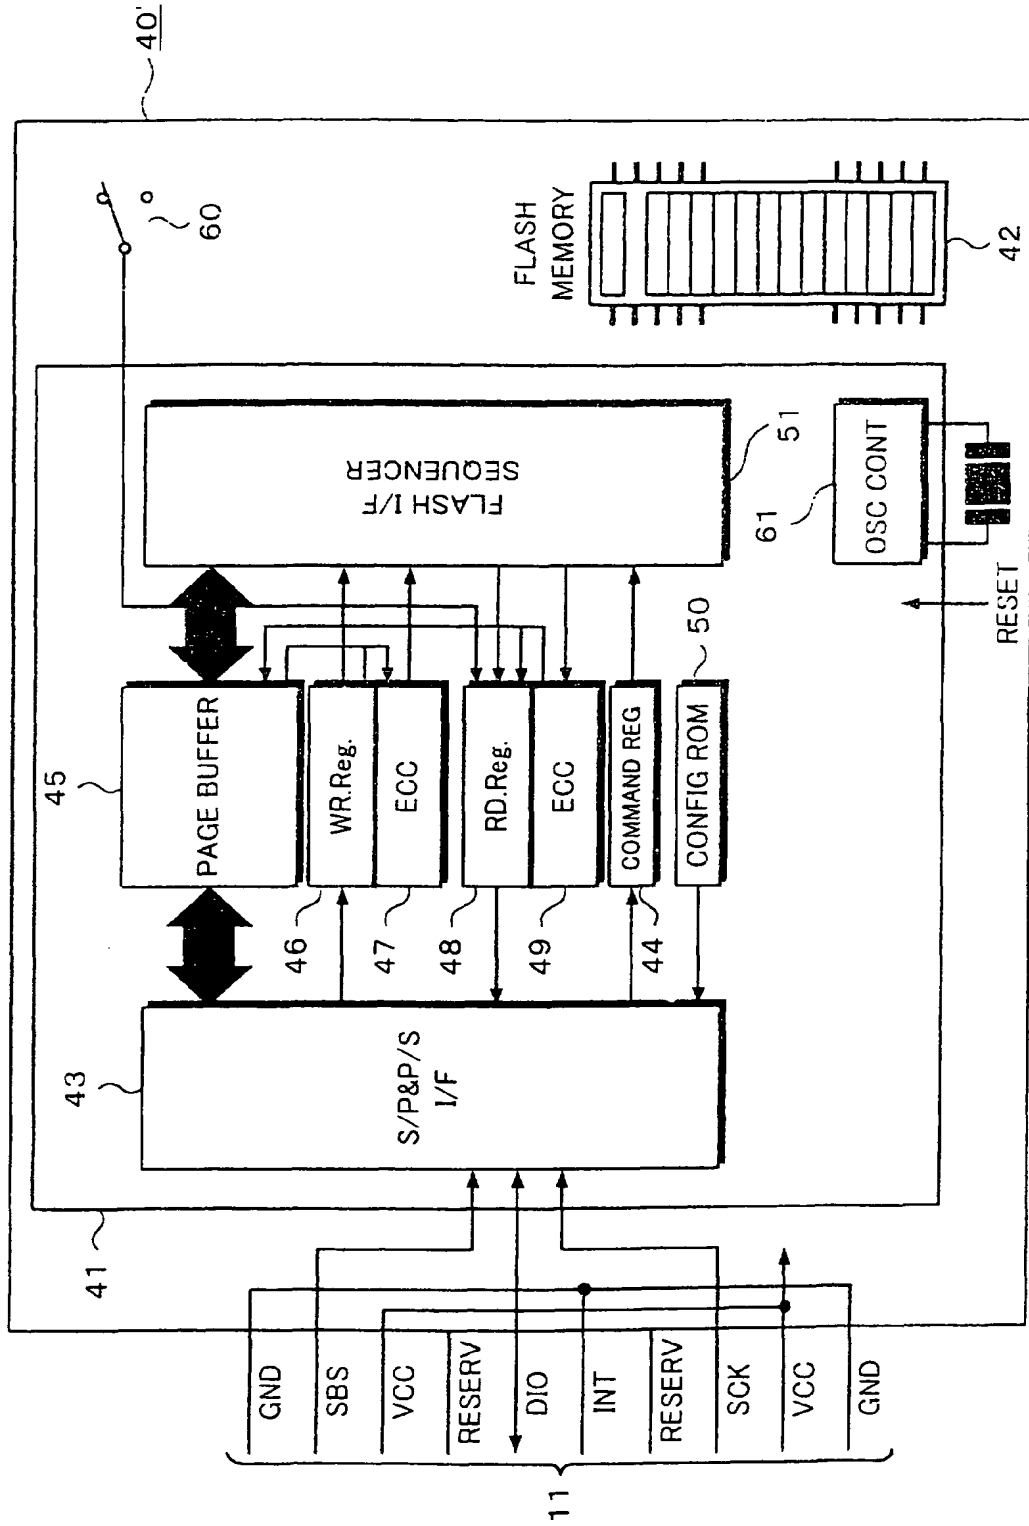 40'
60
FLASH
MEMORY
42
FLASH I/F
SEQUENCER
51
61
OSC CONT
RESET
45
PAGE BUFFER
46
WR.Reg.
47
ECC
48
RD.Reg.
49
ECC
44
COMMAND REG
50
CONFIG ROM
43
S/P&P/S
I/F
41
GND
SBS
VCC
RESERV
DIO
INT
RESERV
SCK
VCC
GND
11